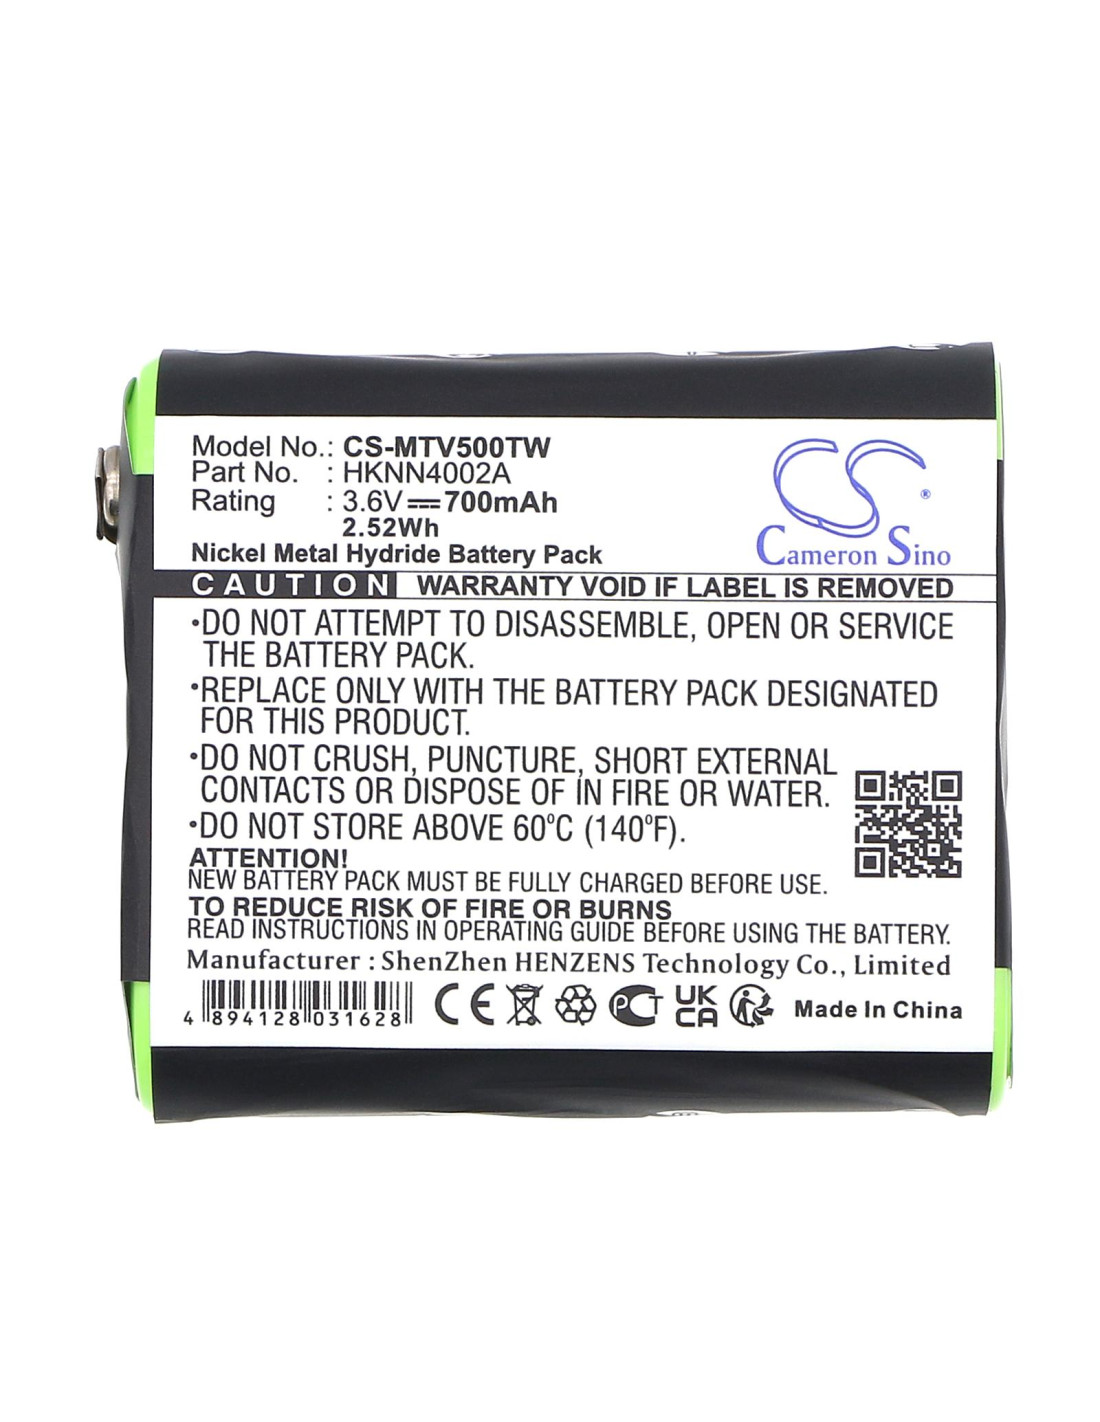 Model No.: CS-MTV500TW
Part No. : HKNN4002A
Rating : 3.6V⎓700mAh
2.52Wh
Nickel Metal Hydride Battery Pack
CS®
Cameron Sino
CAUTION WARRANTY VOID IF LABEL IS REMOVED
•DO NOT ATTEMPT TO DISASSEMBLE, OPEN OR SERVICE
THE BATTERY PACK.
•REPLACE ONLY WITH THE BATTERY PACK DESIGNATED
FOR THIS PRODUCT.
•DO NOT CRUSH, PUNCTURE, SHORT EXTERNAL
CONTACTS OR DISPOSE OF IN FIRE OR WATER.
•DO NOT STORE ABOVE 60ºC (140ºF).
ATTENTION!
NEW BATTERY PACK MUST BE FULLY CHARGED BEFORE USE.
TO REDUCE RISK OF FIRE OR BURNS
READ INSTRUCTIONS IN OPERATING GUIDE BEFORE USING THE BATTERY.
Manufacturer : ShenZhen HENZENS Technology Co., Limited
4 894128 031628 CE PCT UK CA Made In China